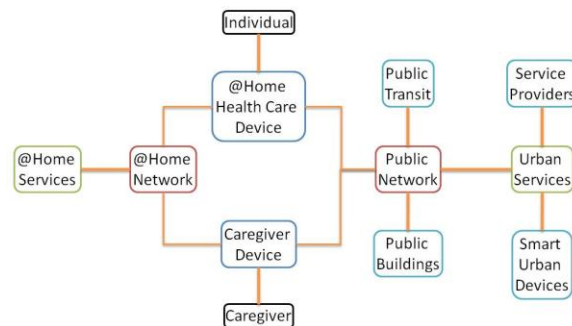 Individual
@Home
Health Care
Device
Public
Transit
Service
Providers
@Home
Services
@Home
Network
Public
Network
Urban
Services
Caregiver
Device
Public
Buildings
Smart
Urban
Devices
Caregiver